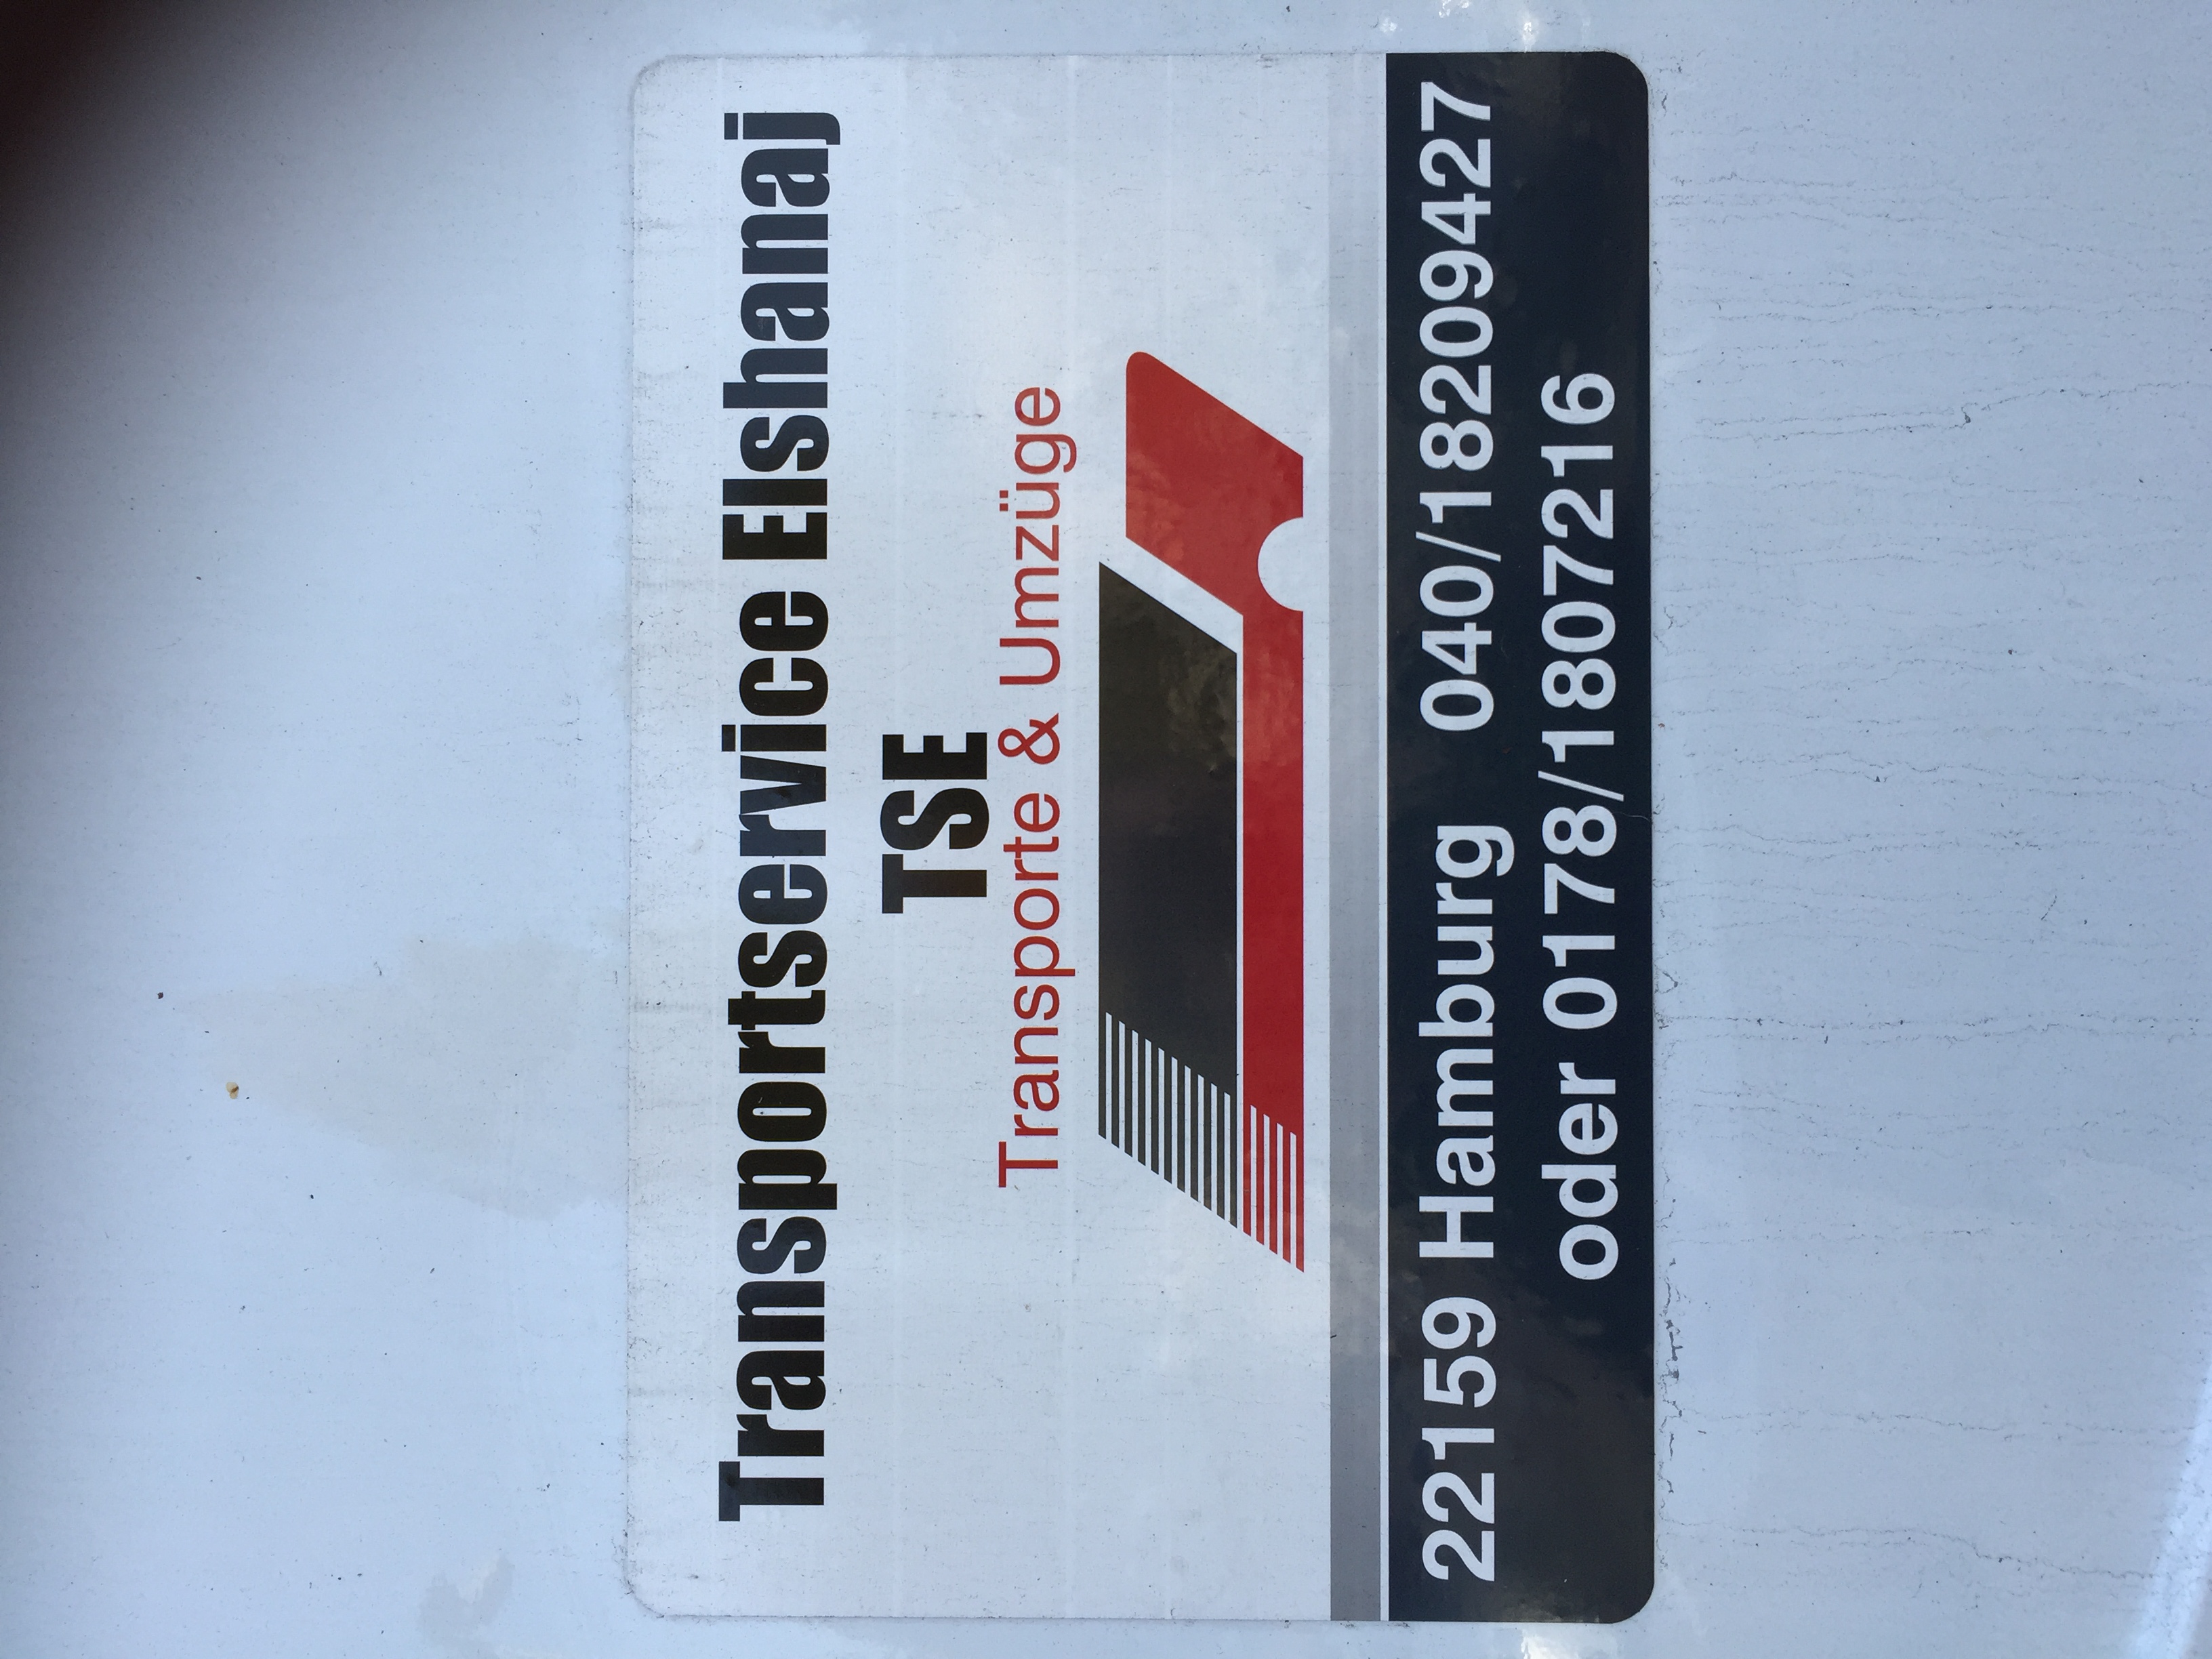 Transportservice Elshanaj
TSE
Transporte & Umzüge
22159 Hamburg 040/18209427
oder 0178/1807216